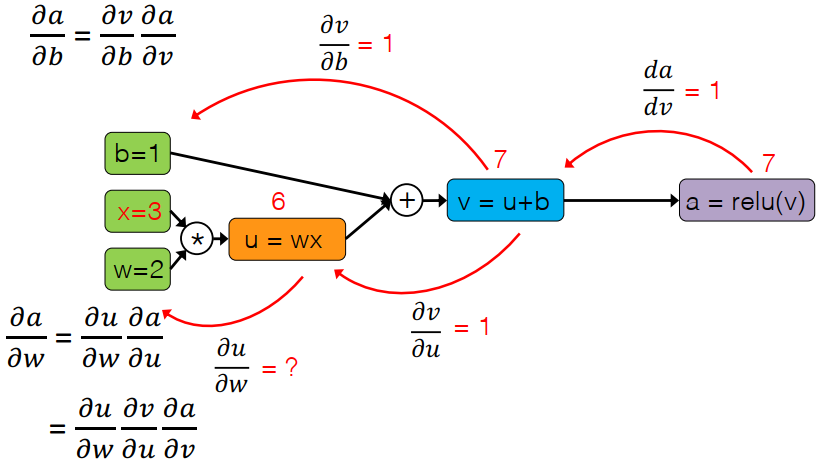 ∂a/∂b = ∂v/∂b ∂a/∂v
∂v/∂b = 1
da/dv = 1
b=1
7
7
x=3
6
+
v = u+b
a = relu(v)
*
u = wx
w=2
∂a/∂w = ∂u/∂w ∂a/∂u
∂v/∂u = 1
∂u/∂w = ?
= ∂u/∂w ∂v/∂u ∂a/∂v